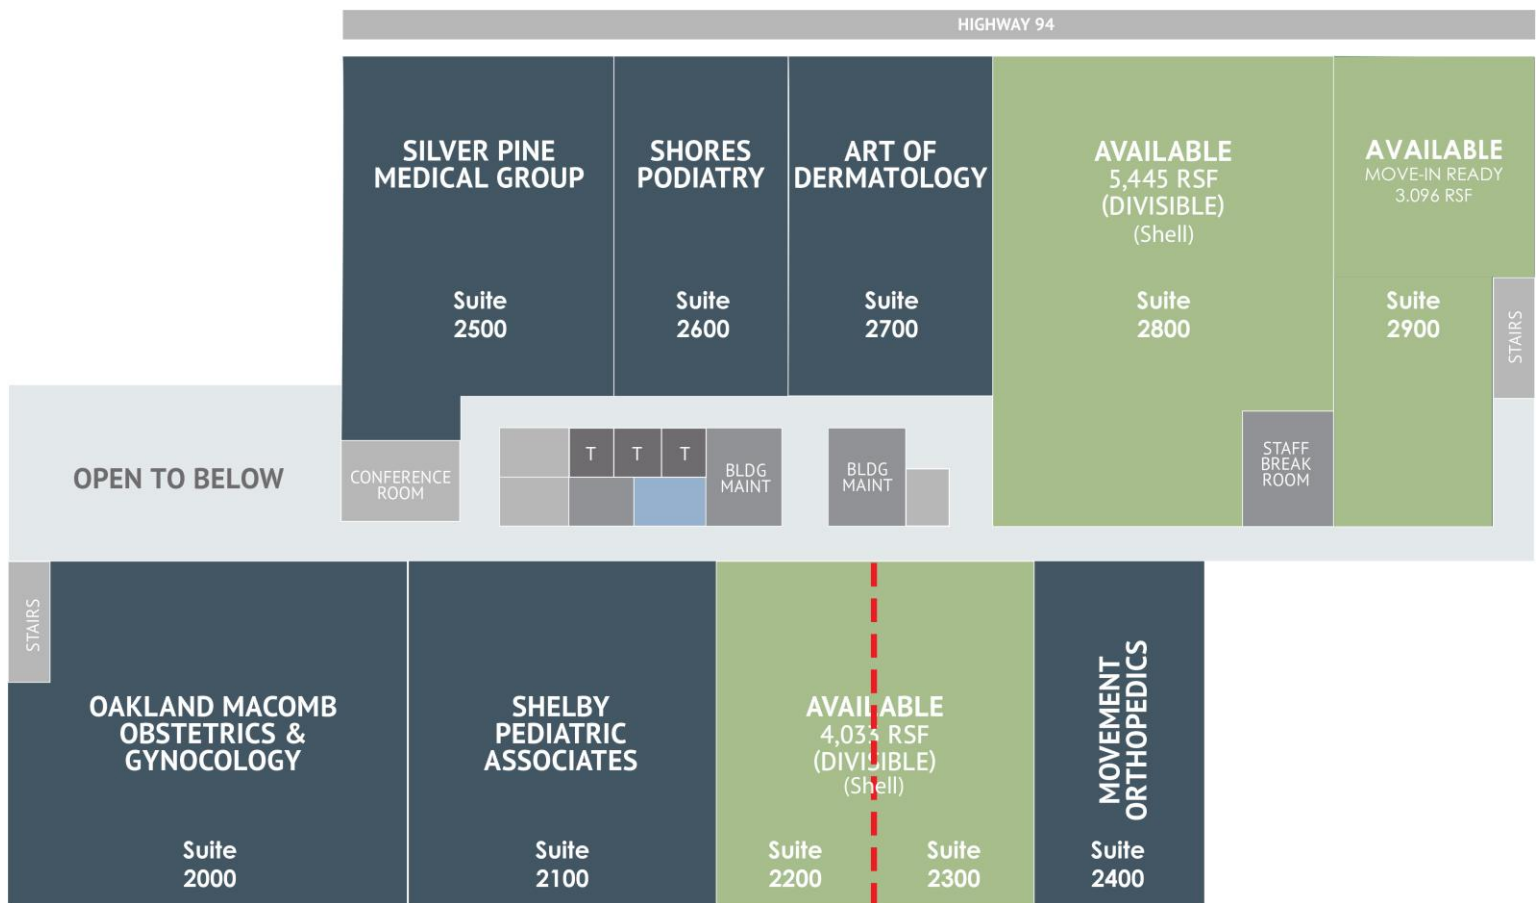 HIGHWAY 94
SILVER PINE
MEDICAL GROUP
Suite
2500
SHORES
PODIATRY
Suite
2600
ART OF
DERMATOLOGY
Suite
2700
AVAILABLE
5,445 RSF
(DIVISIBLE)
(Shell)
Suite
2800
AVAILABLE
MOVE-IN READY
3.096 RSF
Suite
2900
STAIRS
OPEN TO BELOW
CONFERENCE
ROOM
T
T
T
BLDG
MAINT
BLDG
MAINT
STAFF
BREAK
ROOM
STAIRS
OAKLAND MACOMB
OBSTETRICS &
GYNOCOLOGY
Suite
2000
SHELBY
PEDIATRIC
ASSOCIATES
Suite
2100
AVAILABLE
4,033 RSF
(DIVISIBLE)
(Shell)
Suite
2200
Suite
2300
MOVEMENT
ORTHOPEDICS
Suite
2400